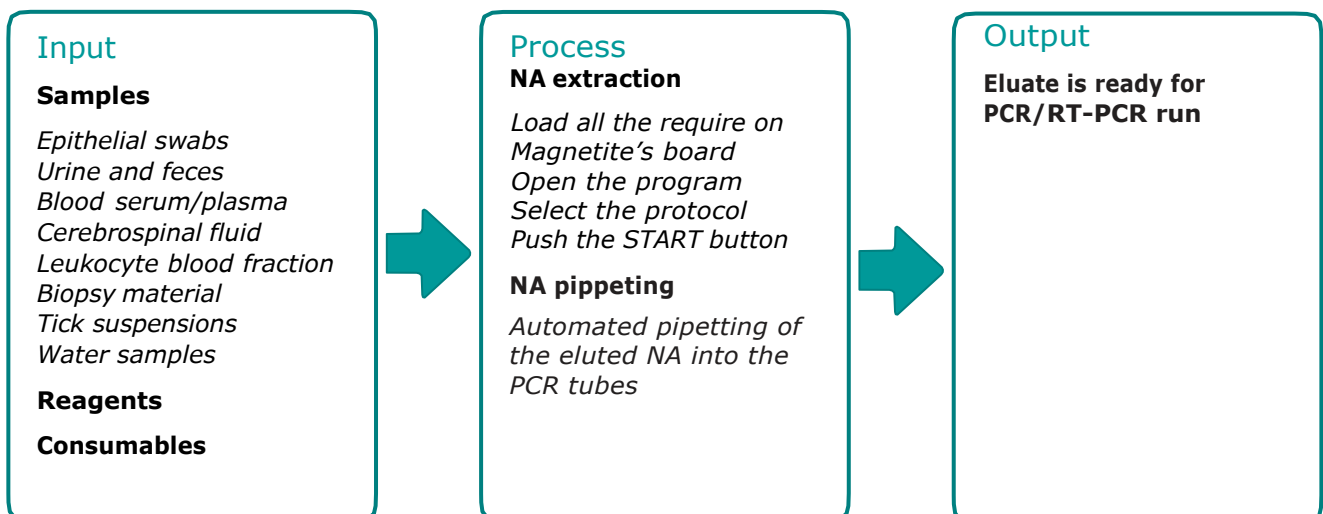 Input
Samples
Epithelial swabs
Urine and feces
Blood serum/plasma
Cerebrospinal fluid
Leukocyte blood fraction
Biopsy material
Tick suspensions
Water samples
Reagents
Consumables
Process
NA extraction
Load all the require on
Magnetite’s board
Open the program
Select the protocol
Push the START button
NA pippeting
Automated pipetting of
the eluted NA into the
PCR tubes
Output
Eluate is ready for
PCR/RT-PCR run